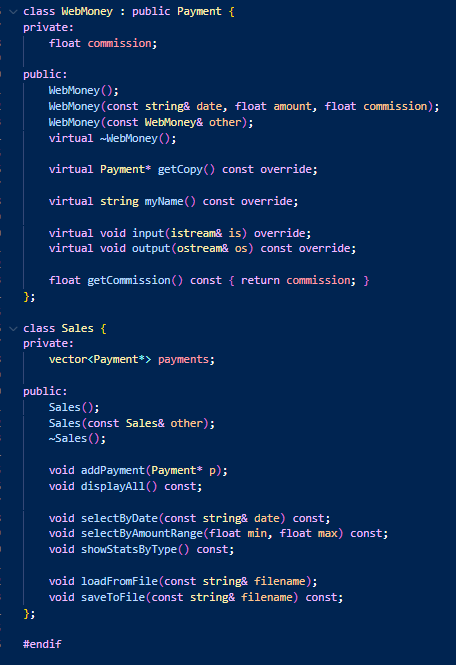 class WebMoney : public Payment {
private:
    float commission;

public:
    WebMoney();
    WebMoney(const string& date, float amount, float commission);
    WebMoney(const WebMoney& other);
    virtual ~WebMoney();

    virtual Payment* getCopy() const override;

    virtual string myName() const override;

    virtual void input(istream& is) override;
    virtual void output(ostream& os) const override;

    float getCommission() const { return commission; }
};

class Sales {
private:
    vector<Payment*> payments;

public:
    Sales();
    Sales(const Sales& other);
    ~Sales();

    void addPayment(Payment* p);
    void displayAll() const;

    void selectByDate(const string& date) const;
    void selectByAmountRange(float min, float max) const;
    void showStatsByType() const;

    void loadFromFile(const string& filename);
    void saveToFile(const string& filename) const;
};

#endif